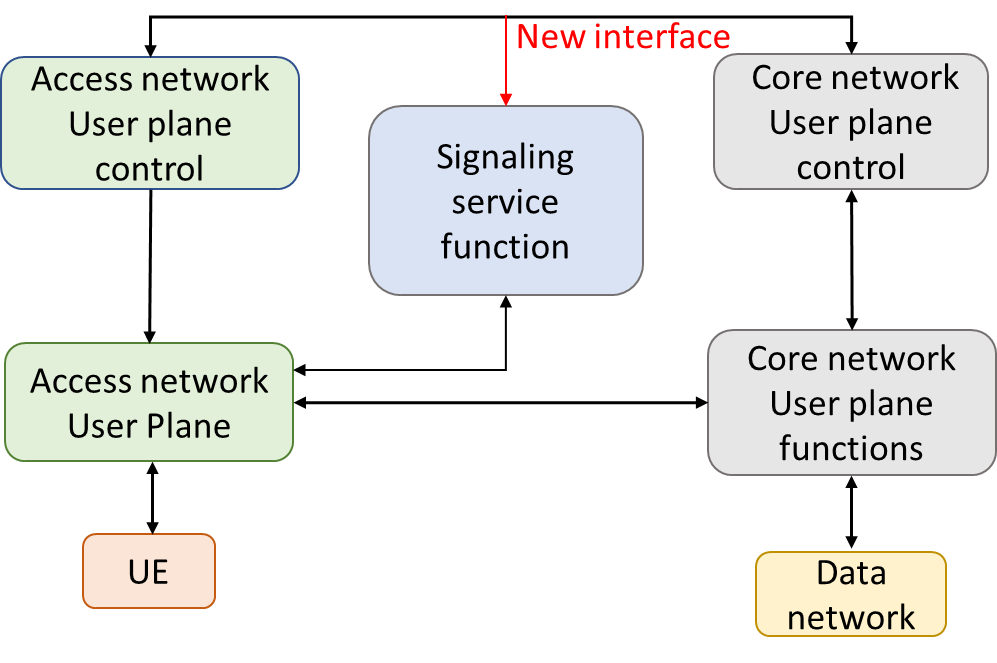 New interface
Access network
User plane
control
Signaling
service
function
Core network
User plane
control
Access network
User Plane
Core network
User plane
functions
UE
Data
network